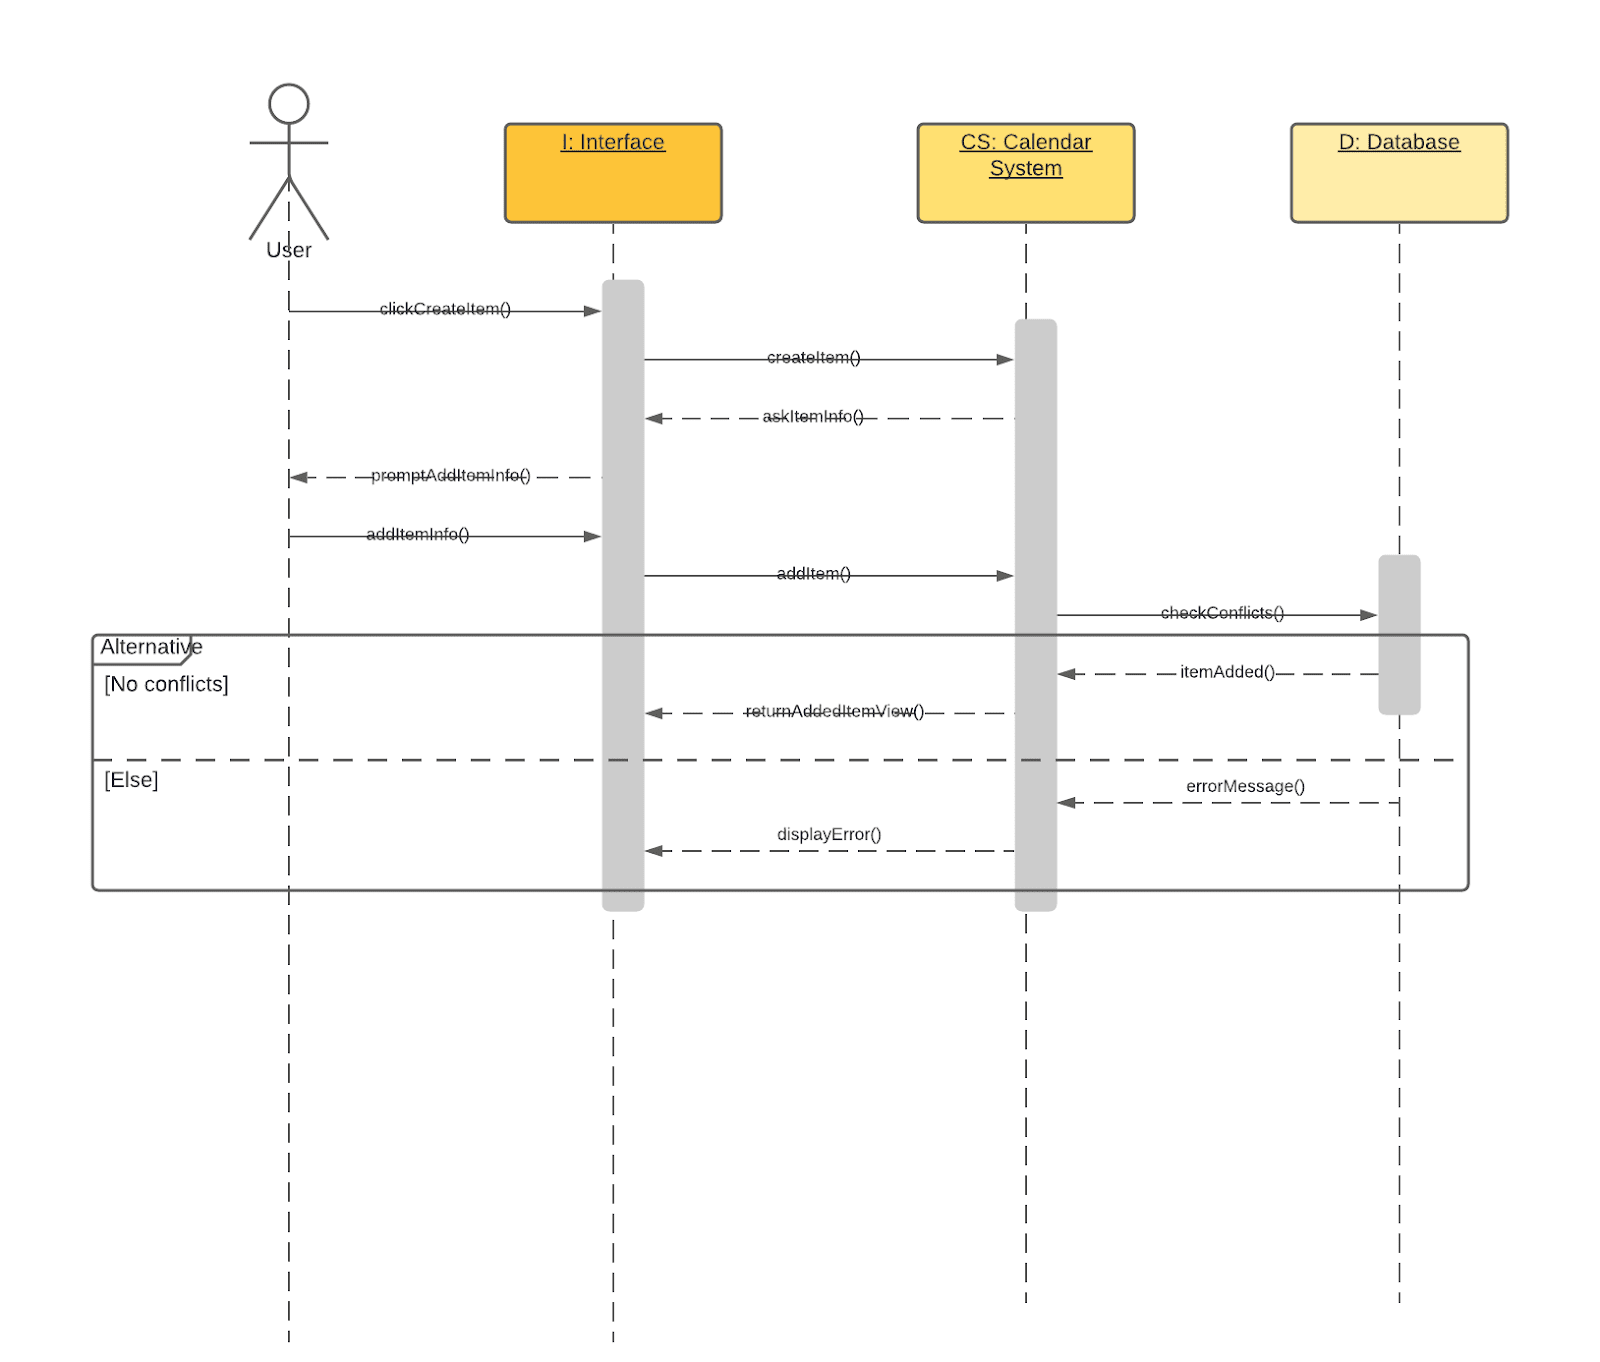 I: Interface
CS: Calendar
System
D: Database
User
clickCreateItem()
createItem()
askItemInfo()
promptAddItemInfo()
addItemInfo()
addItem()
checkConflicts()
Alternative
[No conflicts]
itemAdded()
returnAddedItemView()
[Else]
errorMessage()
displayError()